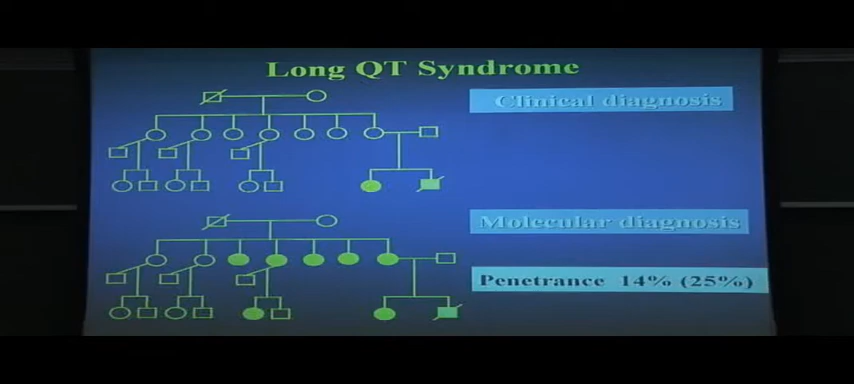 Long QT Syndrome
Clinical diagnosis
Molecular diagnosis
Penetrance 14% (25%)